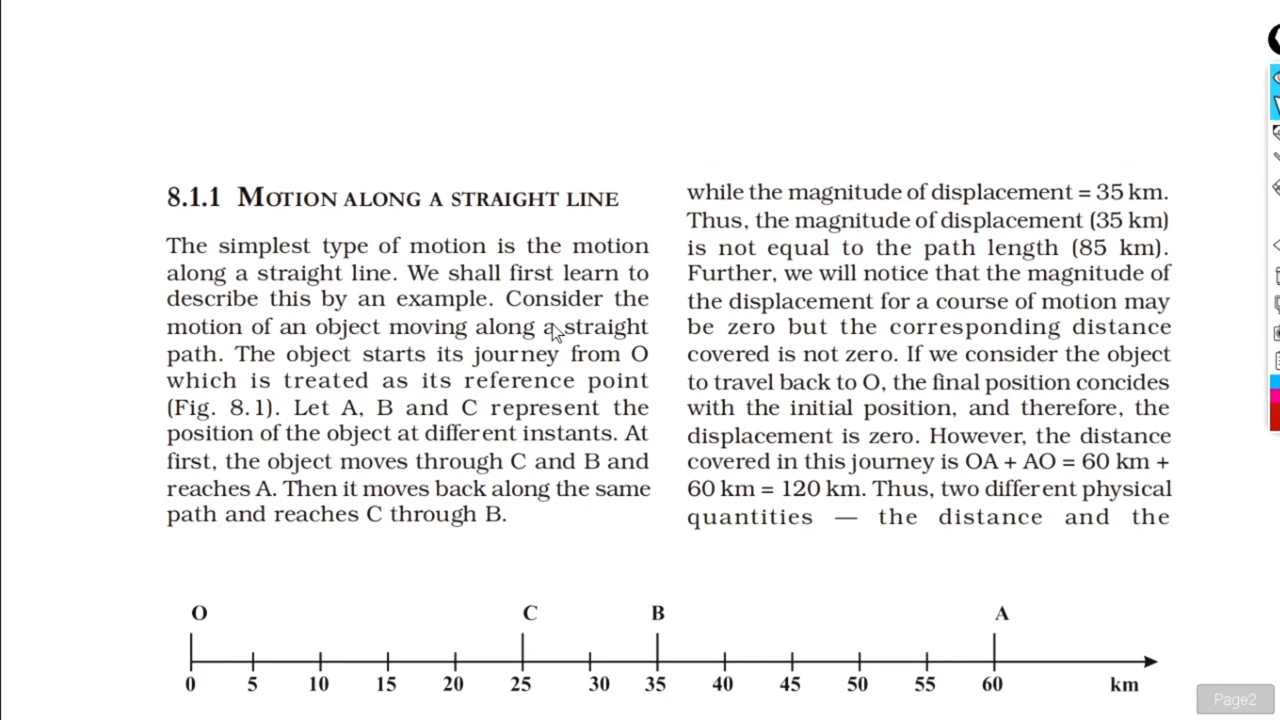 8.1.1 MOTION ALONG A STRAIGHT LINE
The simplest type of motion is the motion
along a straight line. We shall first learn to
describe this by an example. Consider the
motion of an object moving along a straight
path. The object starts its journey from O
which is treated as its reference point
(Fig. 8.1). Let A, B and C represent the
position of the object at different instants. At
first, the object moves through C and B and
reaches A. Then it moves back along the same
path and reaches C through B.
while the magnitude of displacement = 35 km.
Thus, the magnitude of displacement (35 km)
is not equal to the path length (85 km).
Further, we will notice that the magnitude of
the displacement for a course of motion may
be zero but the corresponding distance
covered is not zero. If we consider the object
to travel back to O, the final position concides
with the initial position, and therefore, the
displacement is zero. However, the distance
covered in this journey is OA + AO = 60 km +
60 km = 120 km. Thus, two different physical
quantities — the distance and the
O C B A
0 5 10 15 20 25 30 35 40 45 50 55 60 km
Page2